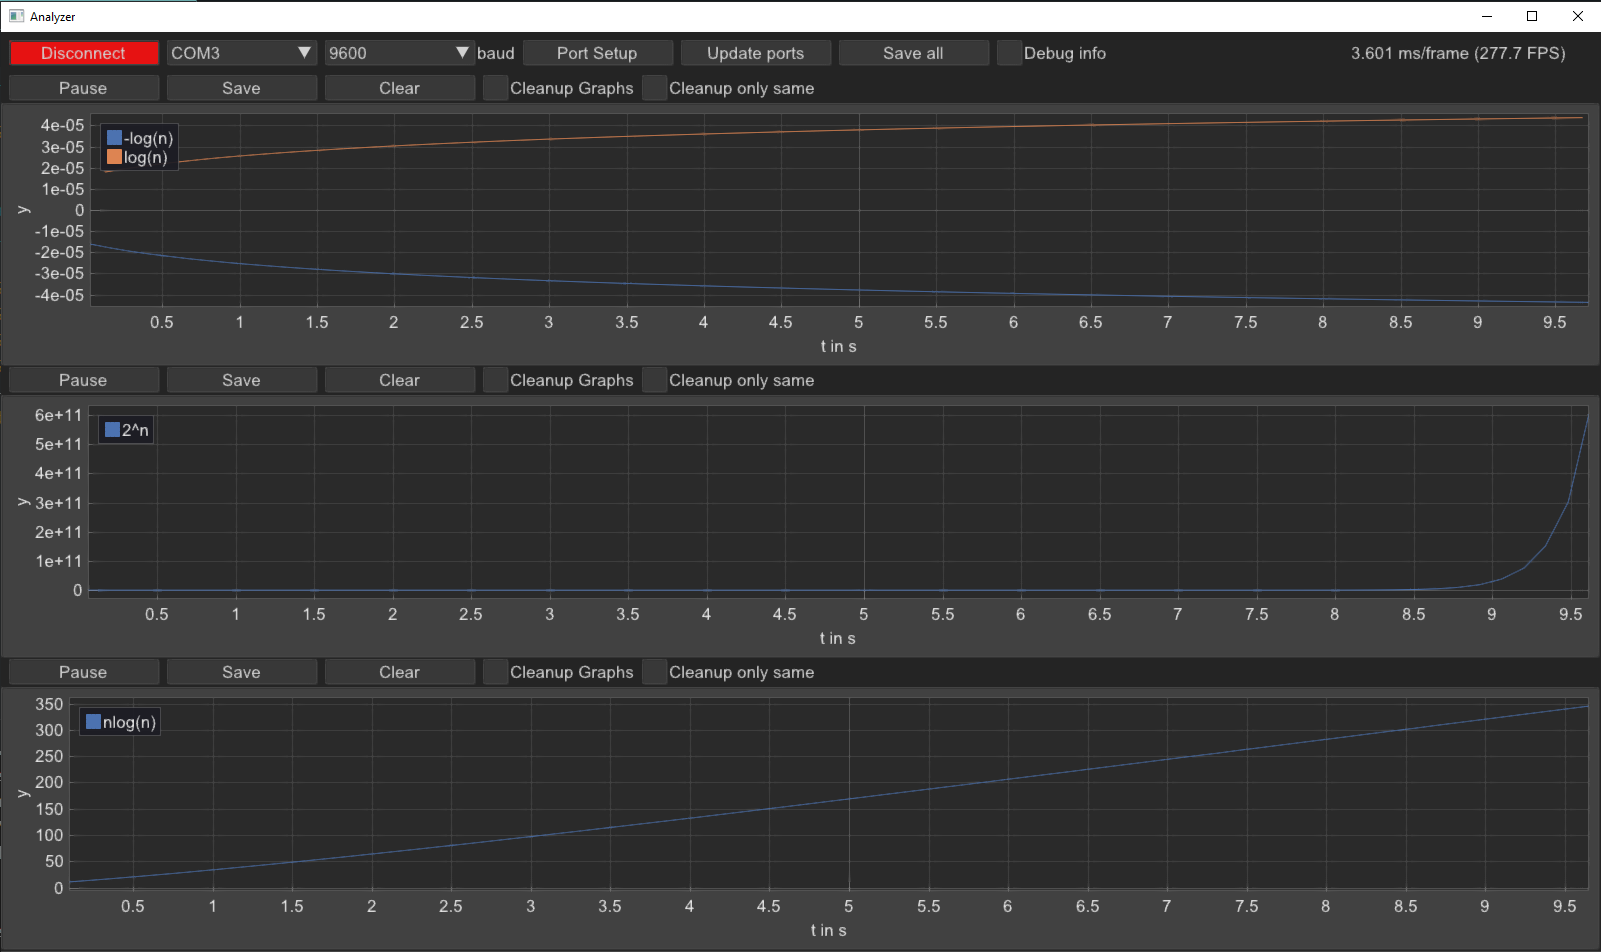 Analyzer
Disconnect COM3 9600 baud Port Setup Update ports Save all Debug info 3.601 ms/frame (277.7 FPS)
Pause Save Clear Cleanup Graphs Cleanup only same
-log(n)
log(n)
4e-05
3e-05
2e-05
1e-05
0
-1e-05
-2e-05
-3e-05
-4e-05
y
0.5 1 1.5 2 2.5 3 3.5 4 4.5 5 5.5 6 6.5 7 7.5 8 8.5 9 9.5
t in s
Pause Save Clear Cleanup Graphs Cleanup only same
2^n
6e+11
5e+11
4e+11
3e+11
2e+11
1e+11
0
y
0.5 1 1.5 2 2.5 3 3.5 4 4.5 5 5.5 6 6.5 7 7.5 8 8.5 9 9.5
t in s
Pause Save Clear Cleanup Graphs Cleanup only same
nlog(n)
350
300
250
200
150
100
50
0
y
0.5 1 1.5 2 2.5 3 3.5 4 4.5 5 5.5 6 6.5 7 7.5 8 8.5 9 9.5
t in s